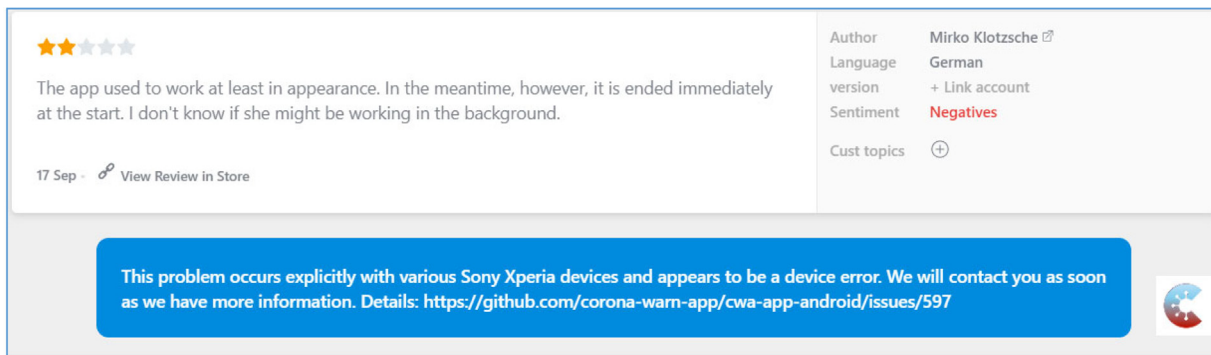 The app used to work at least in appearance. In the meantime, however, it is ended immediately
at the start. I don't know if she might be working in the background.
17 Sep - View Review in Store
Author Mirko Klotzsche
Language German
version + Link account
Sentiment Negatives
Cust topics
This problem occurs explicitly with various Sony Xperia devices and appears to be a device error. We will contact you as soon
as we have more information. Details: https://github.com/corona-warn-app/cwa-app-android/issues/597